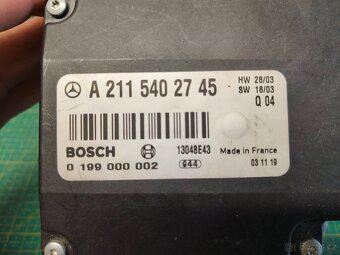 A 211 540 27 45
HW 28/03
SW 18/03
Q 04
BOSCH
13048E43
Made in France
0 199 000 002
944
03 11 19